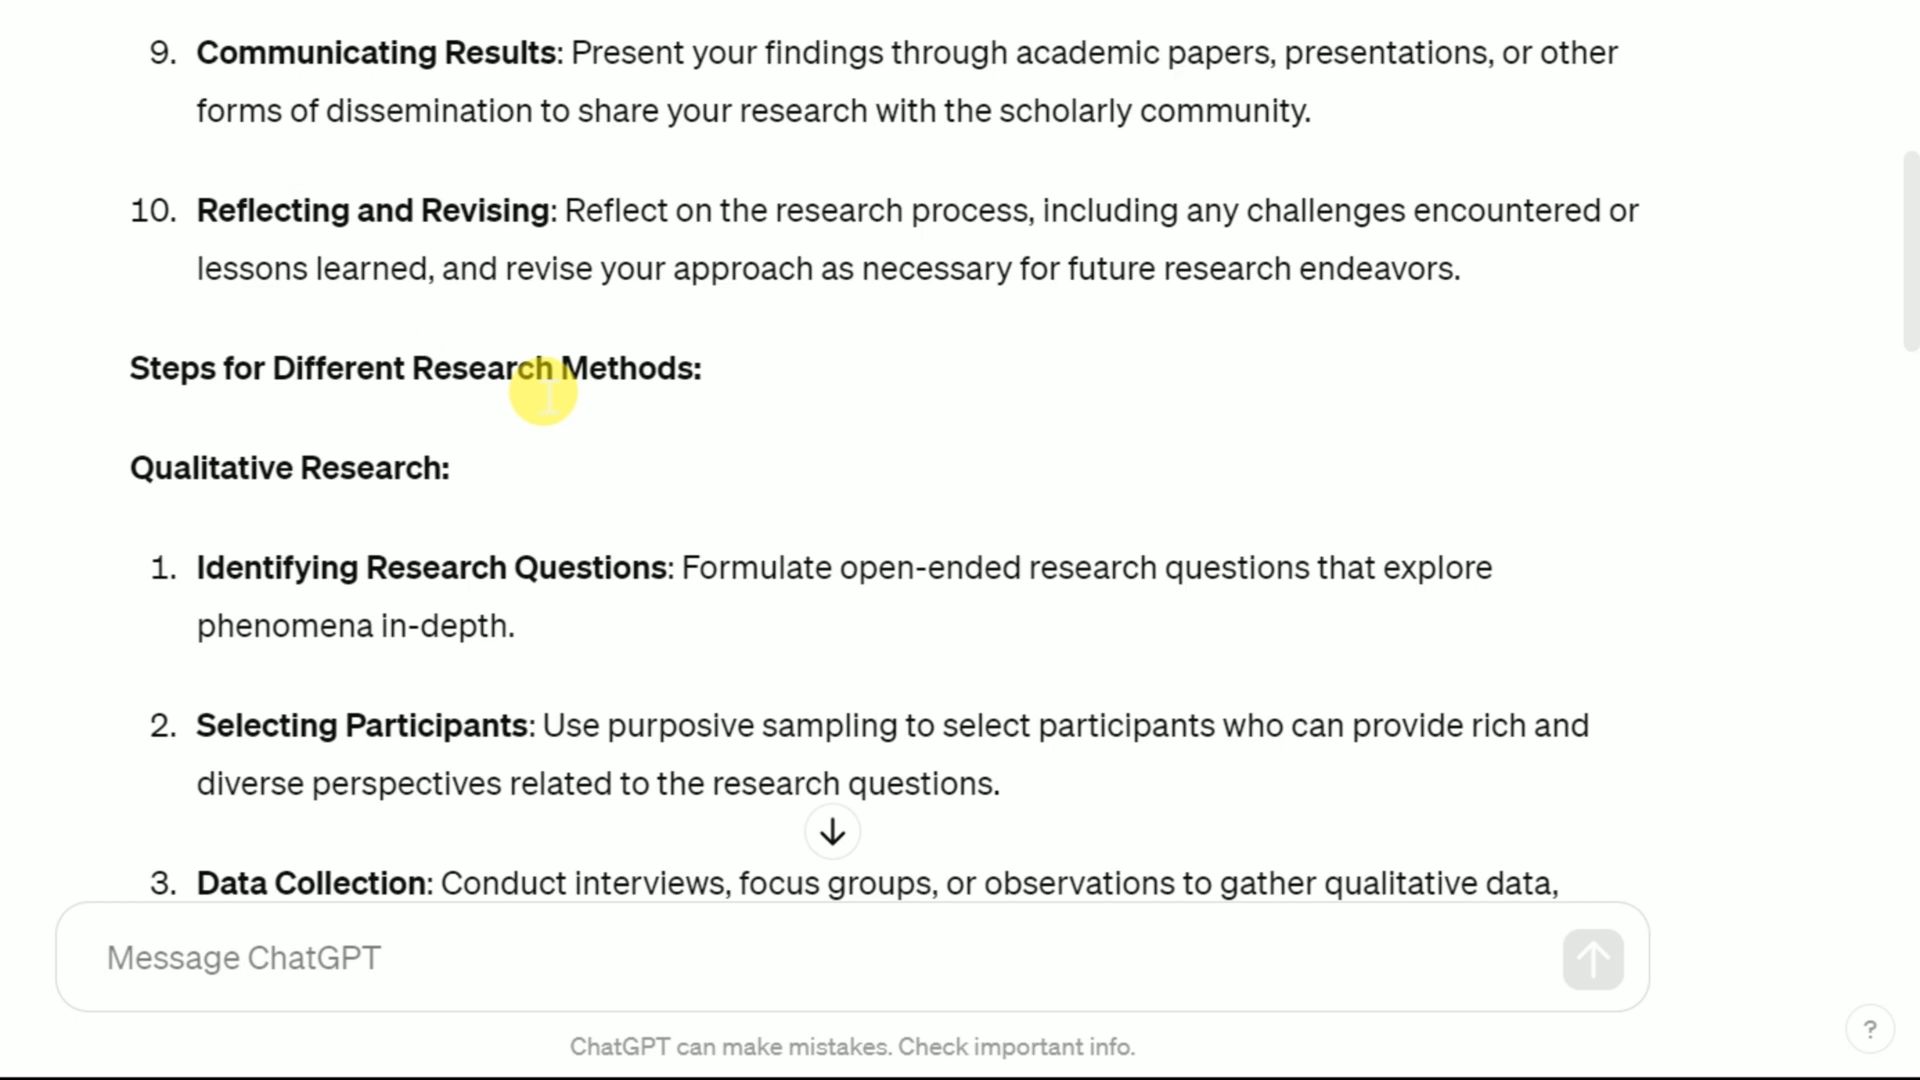 9. Communicating Results: Present your findings through academic papers, presentations, or other
forms of dissemination to share your research with the scholarly community.
10. Reflecting and Revising: Reflect on the research process, including any challenges encountered or
lessons learned, and revise your approach as necessary for future research endeavors.
Steps for Different Research Methods:
Qualitative Research:
1. Identifying Research Questions: Formulate open-ended research questions that explore
phenomena in-depth.
2. Selecting Participants: Use purposive sampling to select participants who can provide rich and
diverse perspectives related to the research questions.
3. Data Collection: Conduct interviews, focus groups, or observations to gather qualitative data,
Message ChatGPT
ChatGPT can make mistakes. Check important info.
?